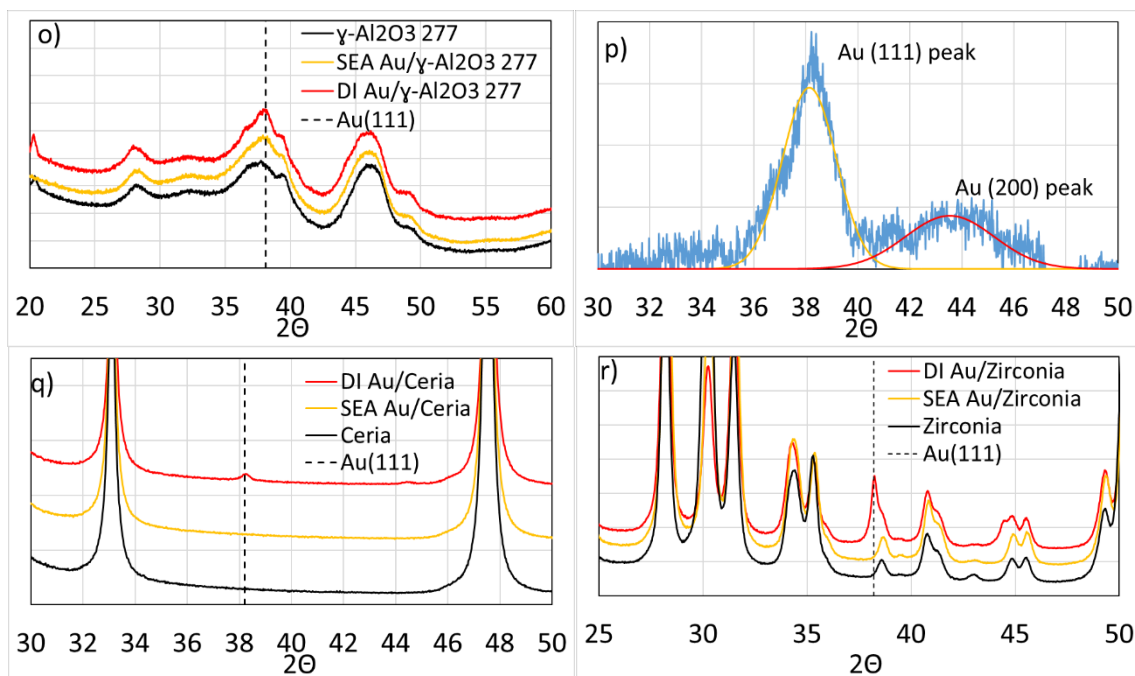 o)
ɣ-Al2O3 277
SEA Au/ɣ-Al2O3 277
DI Au/ɣ-Al2O3 277
Au(111)
20 25 30 35 40 45 50 55 60
2Θ
p)
Au (111) peak
Au (200) peak
30 32 34 36 38 40 42 44 46 48 50
2Θ
q)
DI Au/Ceria
SEA Au/Ceria
Ceria
Au(111)
30 32 34 36 38 40 42 44 46 48 50
2Θ
r)
DI Au/Zirconia
SEA Au/Zirconia
Zirconia
Au(111)
25 30 35 40 45 50
2Θ